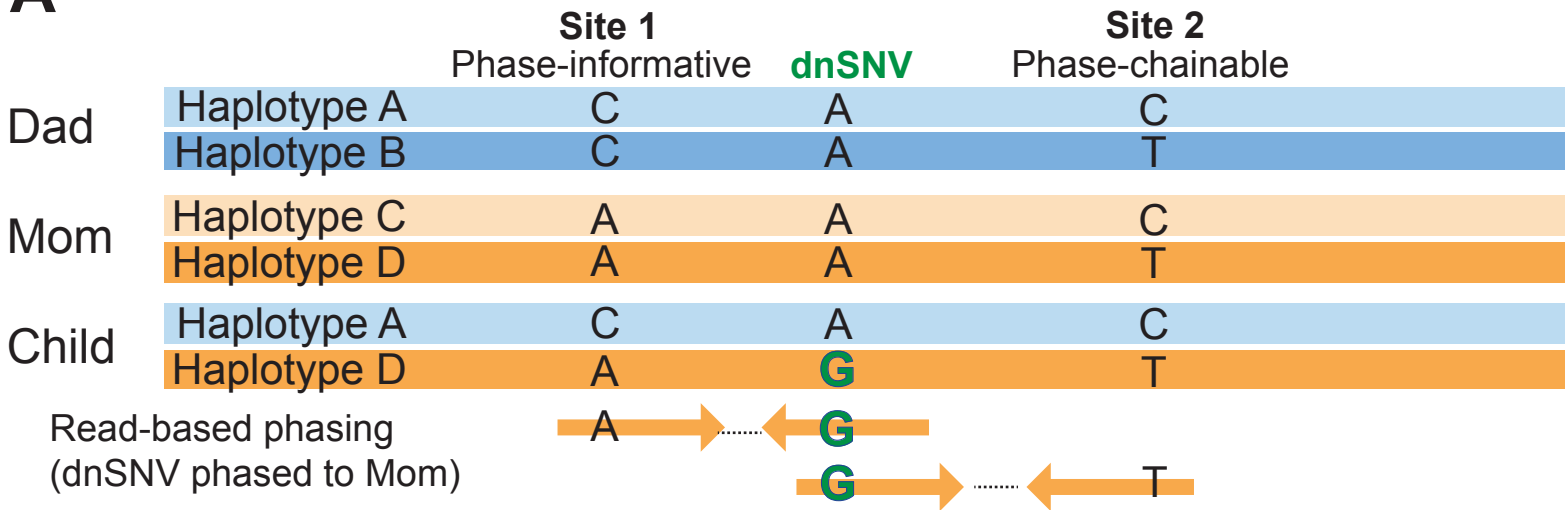 A
Site 1 Site 2
Phase-informative dnSNV Phase-chainable
Dad
Haplotype A C A C
Haplotype B C A T
Mom
Haplotype C A A C
Haplotype D A A T
Child
Haplotype A C A C
Haplotype D A G T
Read-based phasing A G
(dnSNV phased to Mom) G T